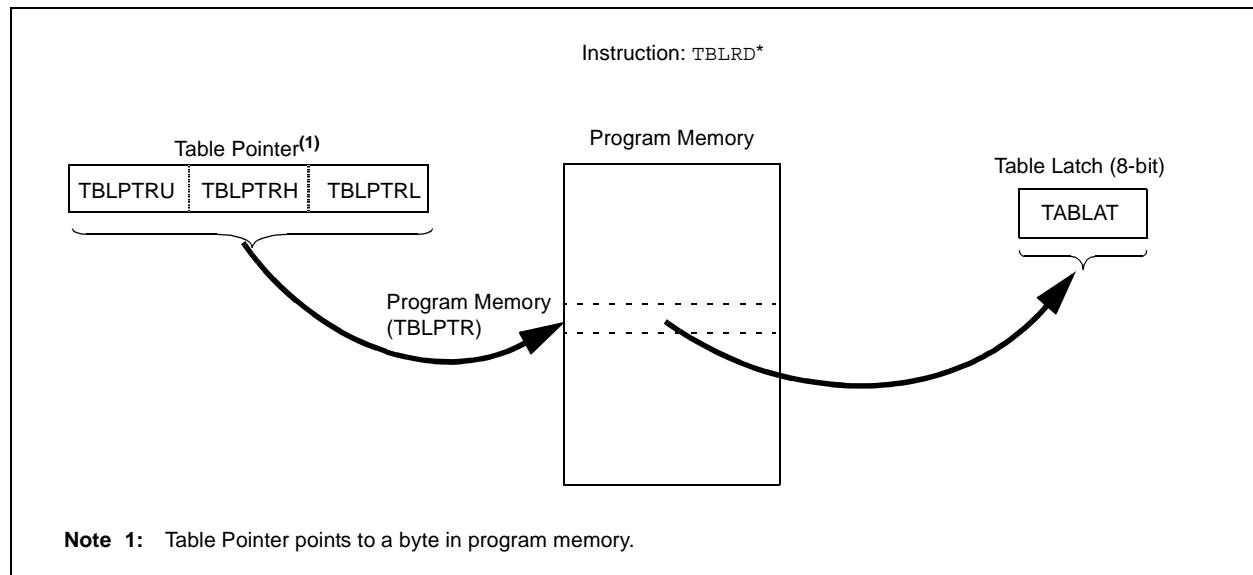 Instruction: TBLRD*
Table Pointer(1)
Program Memory
Table Latch (8-bit)
TBLPTRU TBLPTRH TBLPTRL
TABLAT
Program Memory
(TBLPTR)
Note 1: Table Pointer points to a byte in program memory.